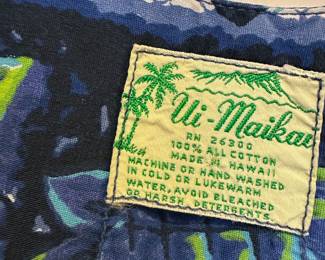 Ui-Maikai
RN 26300
100% ALL COTTON
MADE IN HAWAII
MACHINE OR HAND WASHED
IN COLD OR LUKEWARM
WATER, AVOID BLEACHED
OR HARSH DETERGENTS.